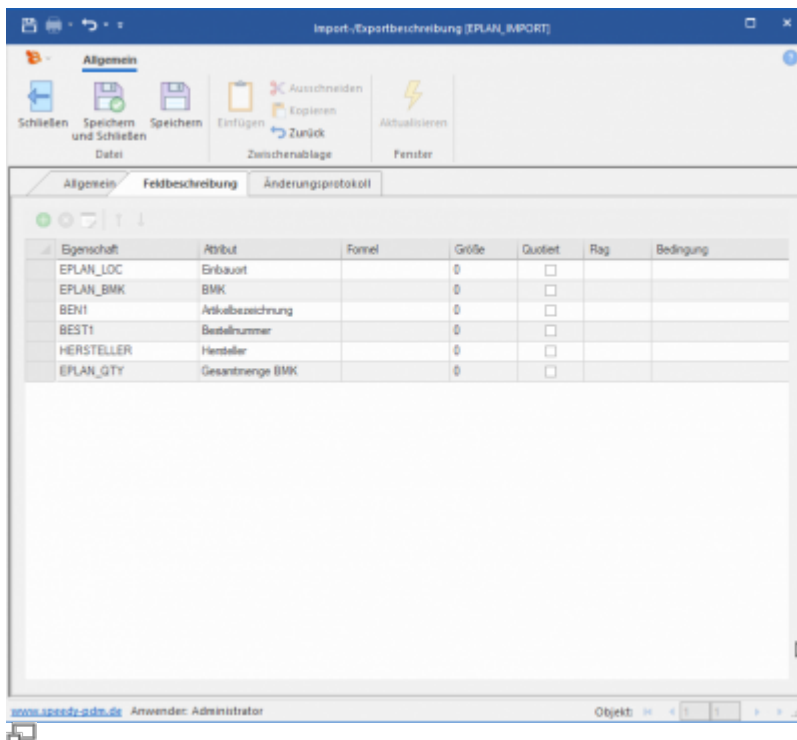 Import-/Exportbeschreibung [EPLAN_IMPORT]
Allgemein
Schließen
Speichern und Schließen
Speichern
Einfügen
Ausschneiden
Kopieren
Zurück
Aktualisieren
Datei
Zwischenablage
Fenster
Allgemein Feldbeschreibung Änderungsprotokoll
Eigenschaft Attribut Formel Größe Quotiert Flag Bedingung
EPLAN_LOC Einbauort 0
EPLAN_BMK BMK 0
BEN1 Artikelbezeichnung 0
BEST1 Bestellnummer 0
HERSTELLER Hersteller 0
EPLAN_QTY Gesamtmenge BMK 0
www.speedy-pdm.de Anwender: Administrator Objekt: 1 1